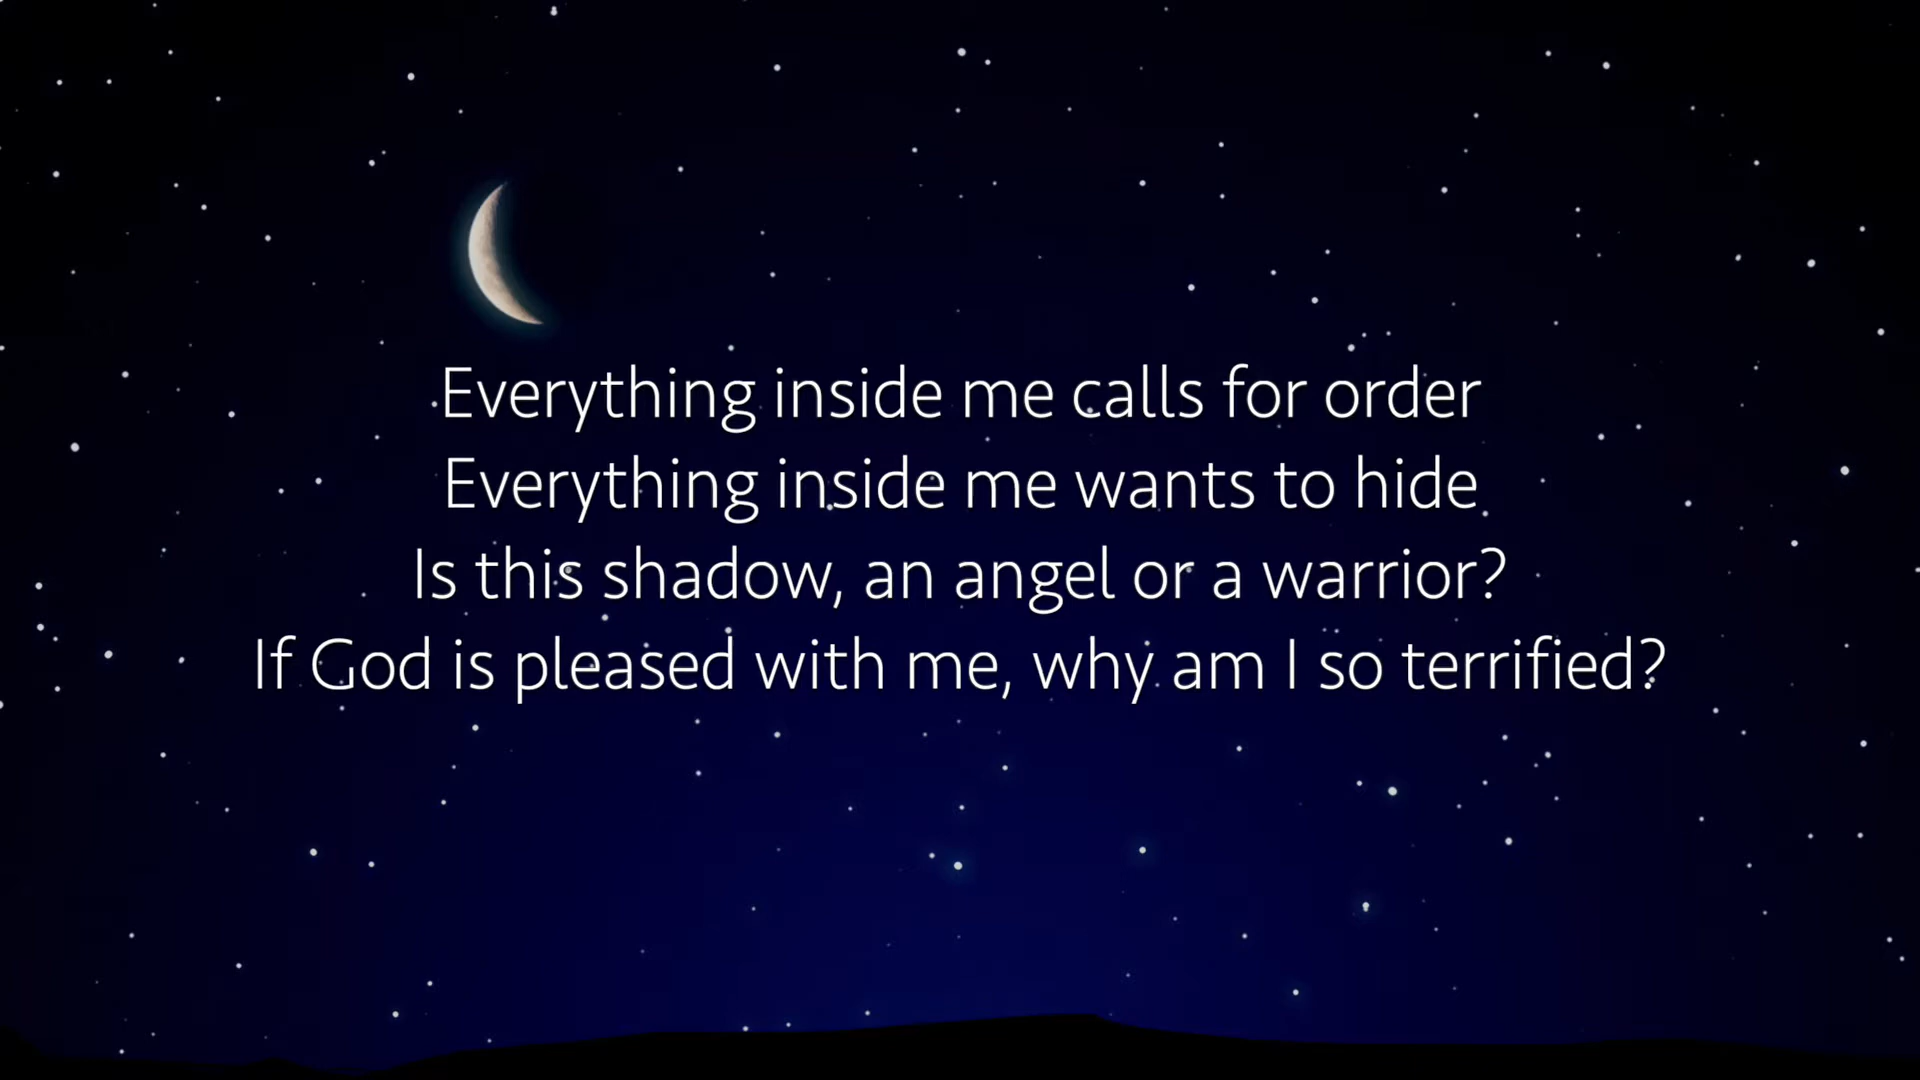 Everything inside me calls for order
Everything inside me wants to hide
Is this shadow, an angel or a warrior?
If God is pleased with me, why am I so terrified?